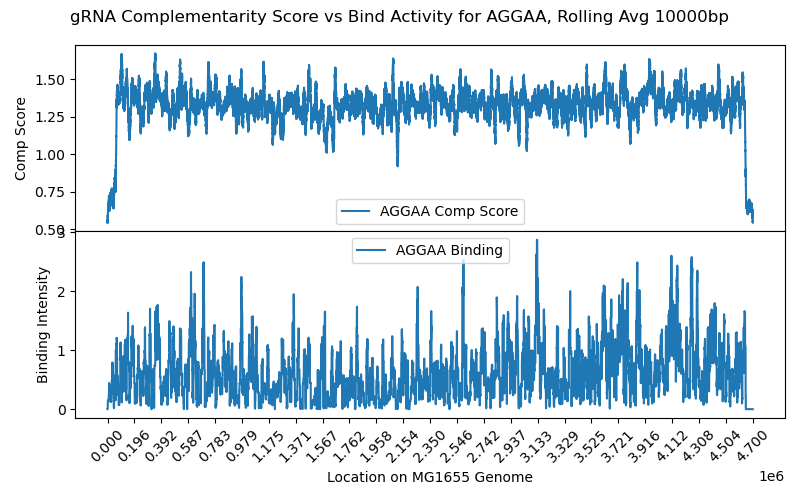 gRNA Complementarity Score vs Bind Activity for AGGAA, Rolling Avg 10000bp
Comp Score
1.50
1.25
1.00
0.75
0.50
AGGAA Comp Score
Binding Intensity
3
2
1
0
AGGAA Binding
0.000 0.196 0.392 0.587 0.783 0.979 1.175 1.371 1.567 1.762 1.958 2.154 2.350 2.546 2.742 2.937 3.133 3.329 3.525 3.721 3.916 4.112 4.308 4.504 4.700
Location on MG1655 Genome
1e6